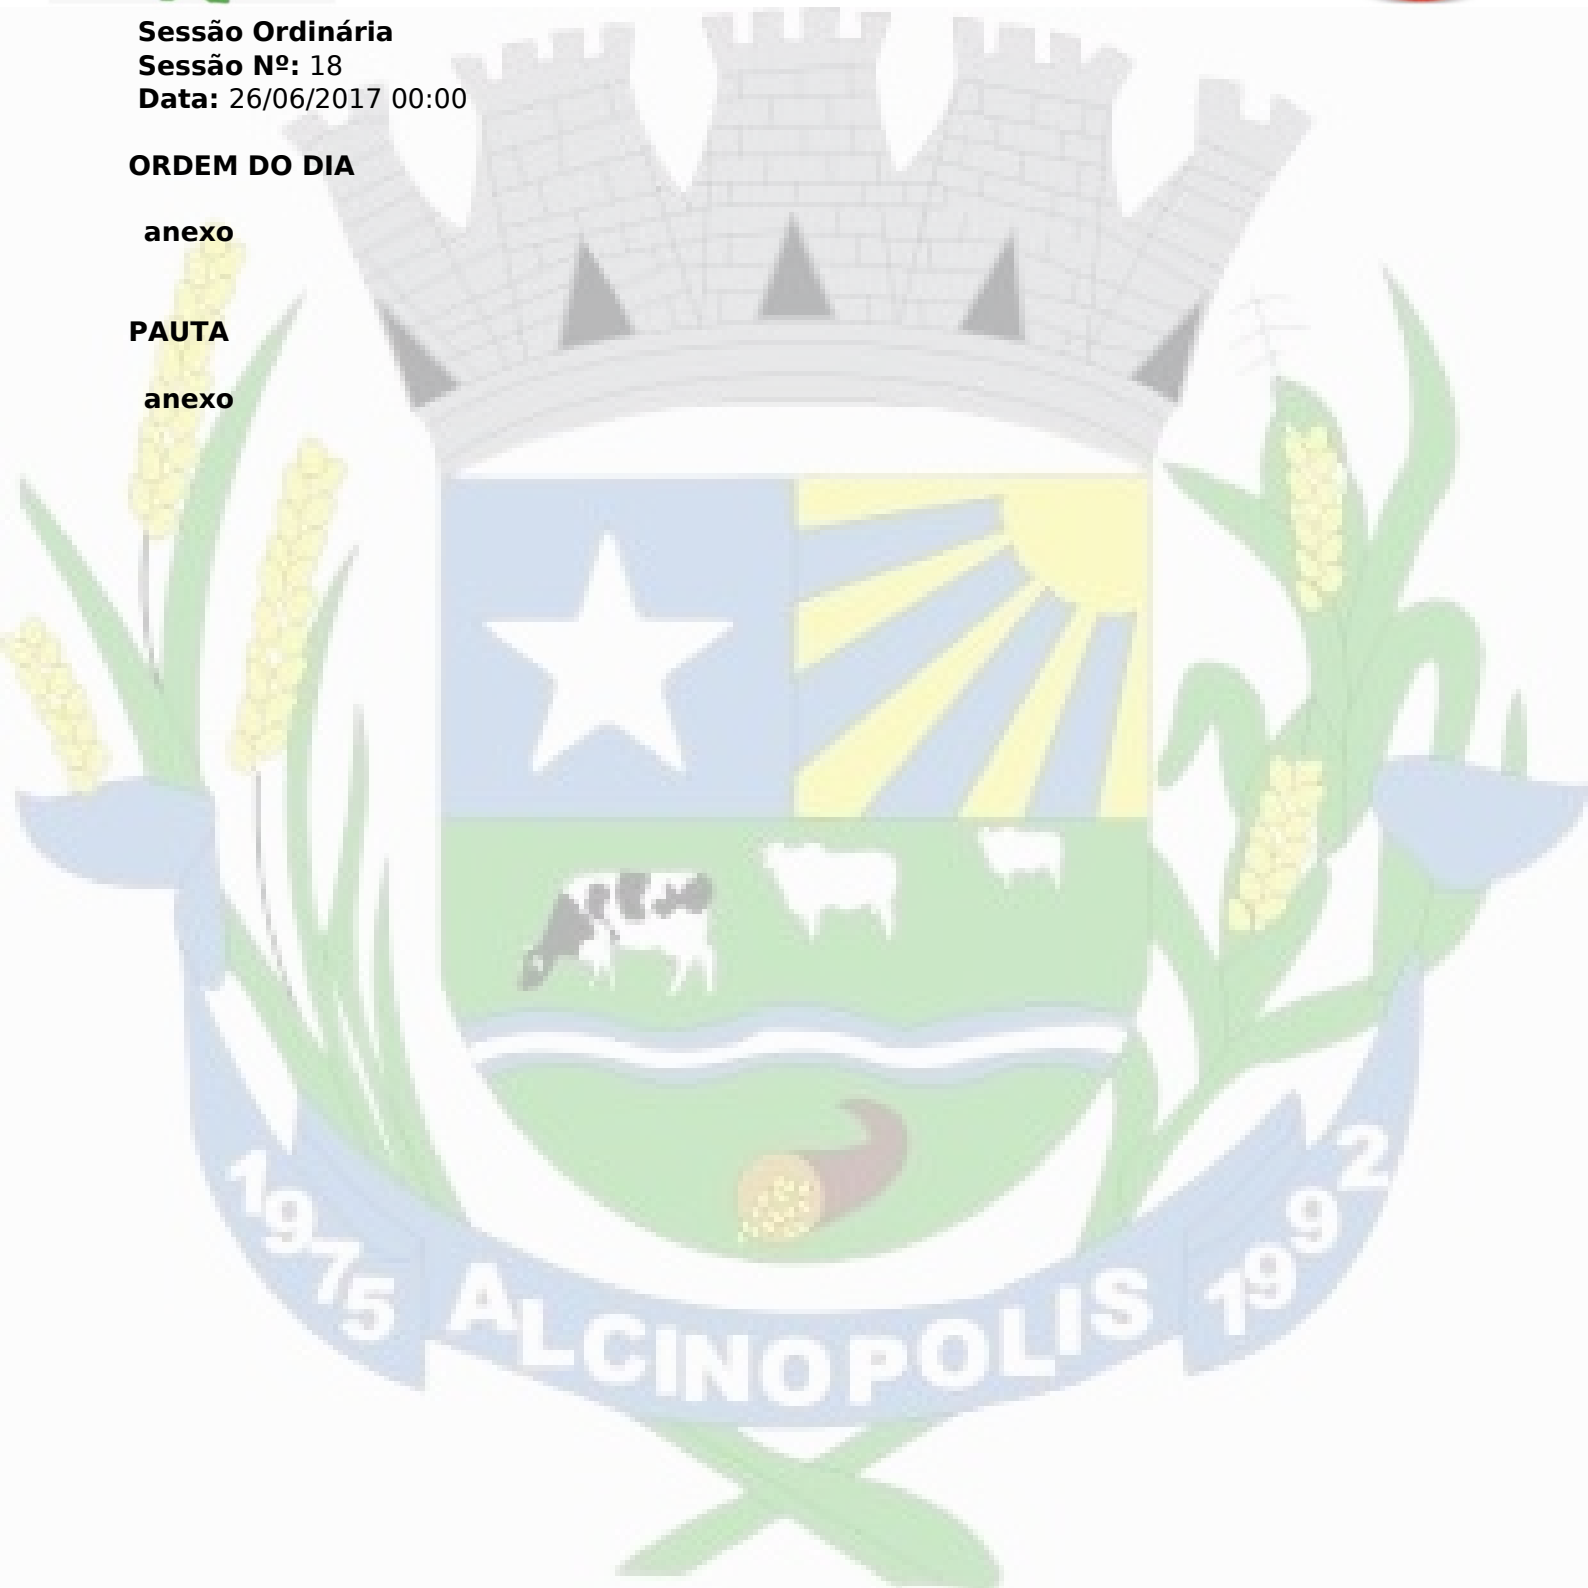 Sessão Ordinária
Sessão Nº: 18
Data: 26/06/2017 00:00
ORDEM DO DIA
anexo
PAUTA
anexo
1975 ALCINOPOLIS 1992